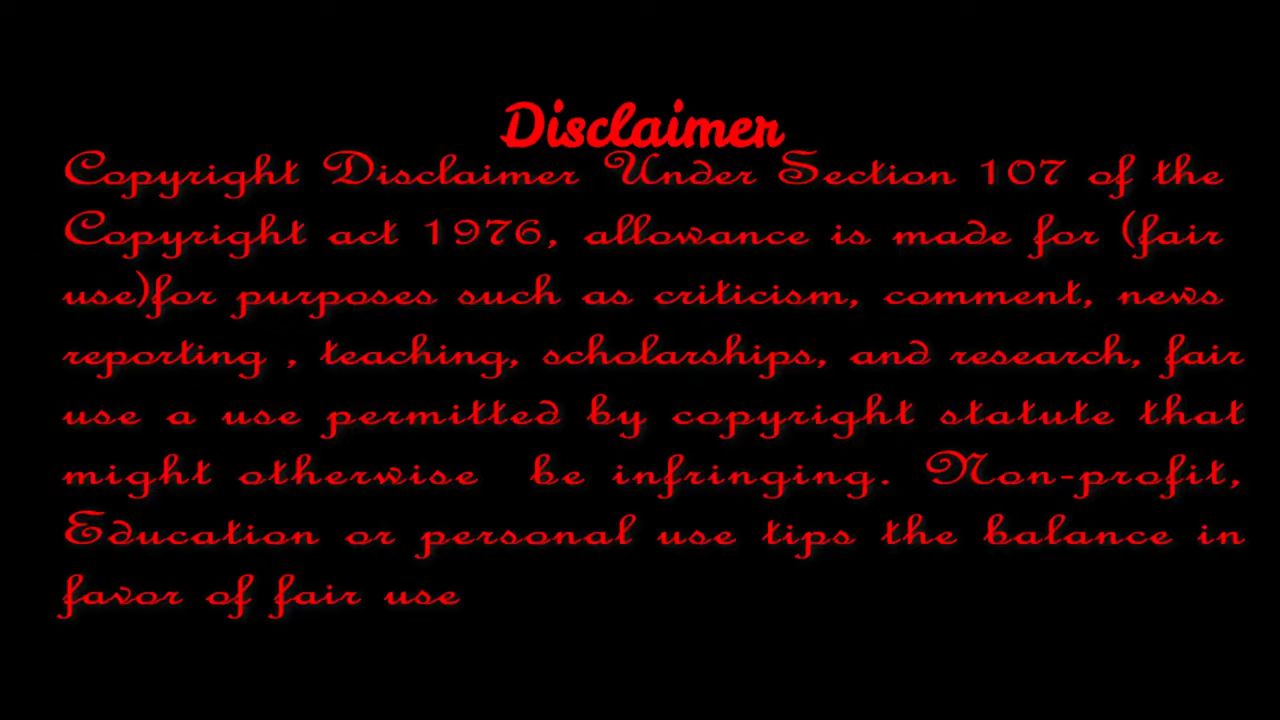 Disclaimer
Copyright Disclaimer Under Section 107 of the
Copyright act 1976, allowance is made for (fair
use)for purposes such as criticism, comment, news
reporting , teaching, scholarships, and research, fair
use a use permitted by copyright statute that
might otherwise be infringing. Non-profit,
Education or personal use tips the balance in
favor of fair use